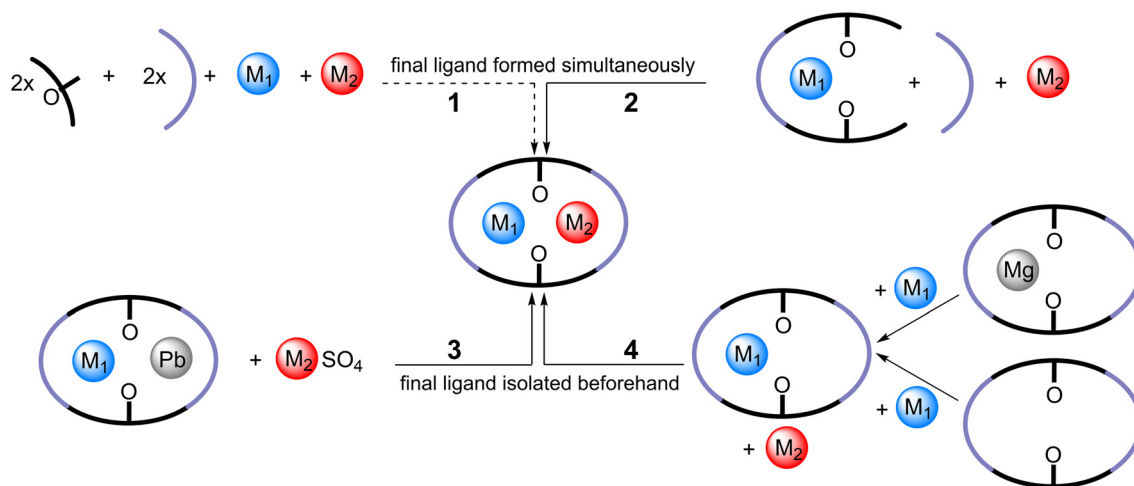 2x O + 2x + M₁ + M₂
final ligand formed simultaneously
1 2
O M₁ O + + M₂
O M₁ M₂ O
O M₁ Pb O + M₂ SO₄
3 4
final ligand isolated beforehand
O M₁ O
+ M₂
+ M₁
+ M₁
O Mg O
O O